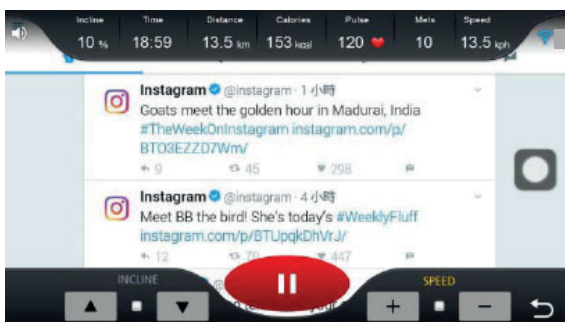 Incline Time Distance Calories Pulse Mets Speed
10 % 18:59 13.5 km 153 kcal 120 10 13.5 kph
Instagram @instagram · 1 小時
Goats meet the golden hour in Madurai, India
#TheWeekOnInstagram instagram.com/p/
BTO3EZZD7Wm/
9 45 298
Instagram @instagram · 4 小時
Meet BB the bird! She's today's #WeeklyFluff
instagram.com/p/BTUpqkDhVrJ/
12 447
INCLINE SPEED